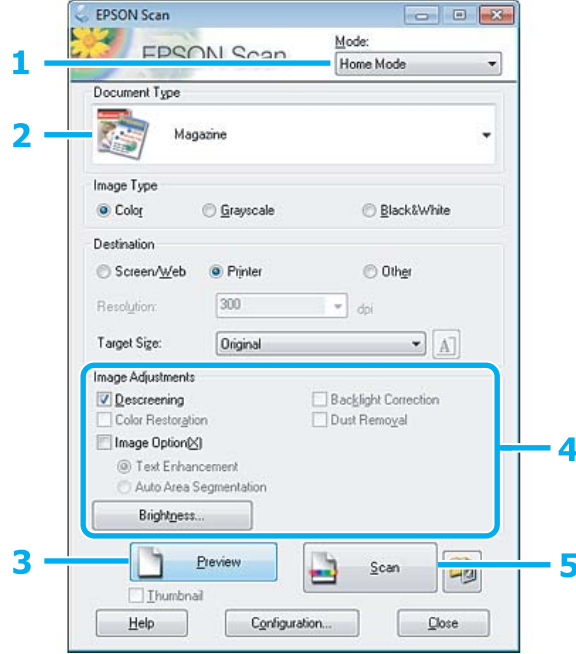 EPSON Scan
EPSON Scan
Mode:
1
Home Mode
Document Type
2
Magazine
Image Type
Color
Grayscale
Black&White
Destination
Screen/Web
Printer
Other
Resolution:
300
dpi
Target Size:
Original
A
Image Adjustments
Descreening
Backlight Correction
Color Restoration
Dust Removal
Image Option(X)
4
Text Enhancement
Auto Area Segmentation
Brightness...
3
Preview
Scan
5
Thumbnail
Help
Configuration...
Close